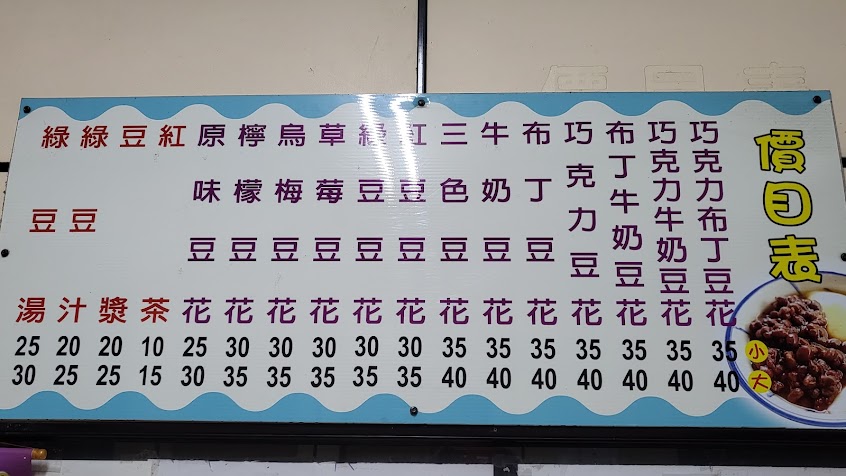 價目表
巧克力布丁豆花 35 40
巧克力牛奶豆花 35 40
布丁牛奶豆花 35 40
巧克力豆花 35 40
布丁豆花 35 40
牛奶豆花 35 40
三色豆花 35 40
紅豆豆花 30 35
綠豆豆花 30 35
草莓豆花 30 35
烏梅豆花 30 35
檸檬豆花 30 35
原味豆花 25 30
紅茶 10 15
豆漿 20 25
綠豆汁 20 25
綠豆湯 25 30
小
大